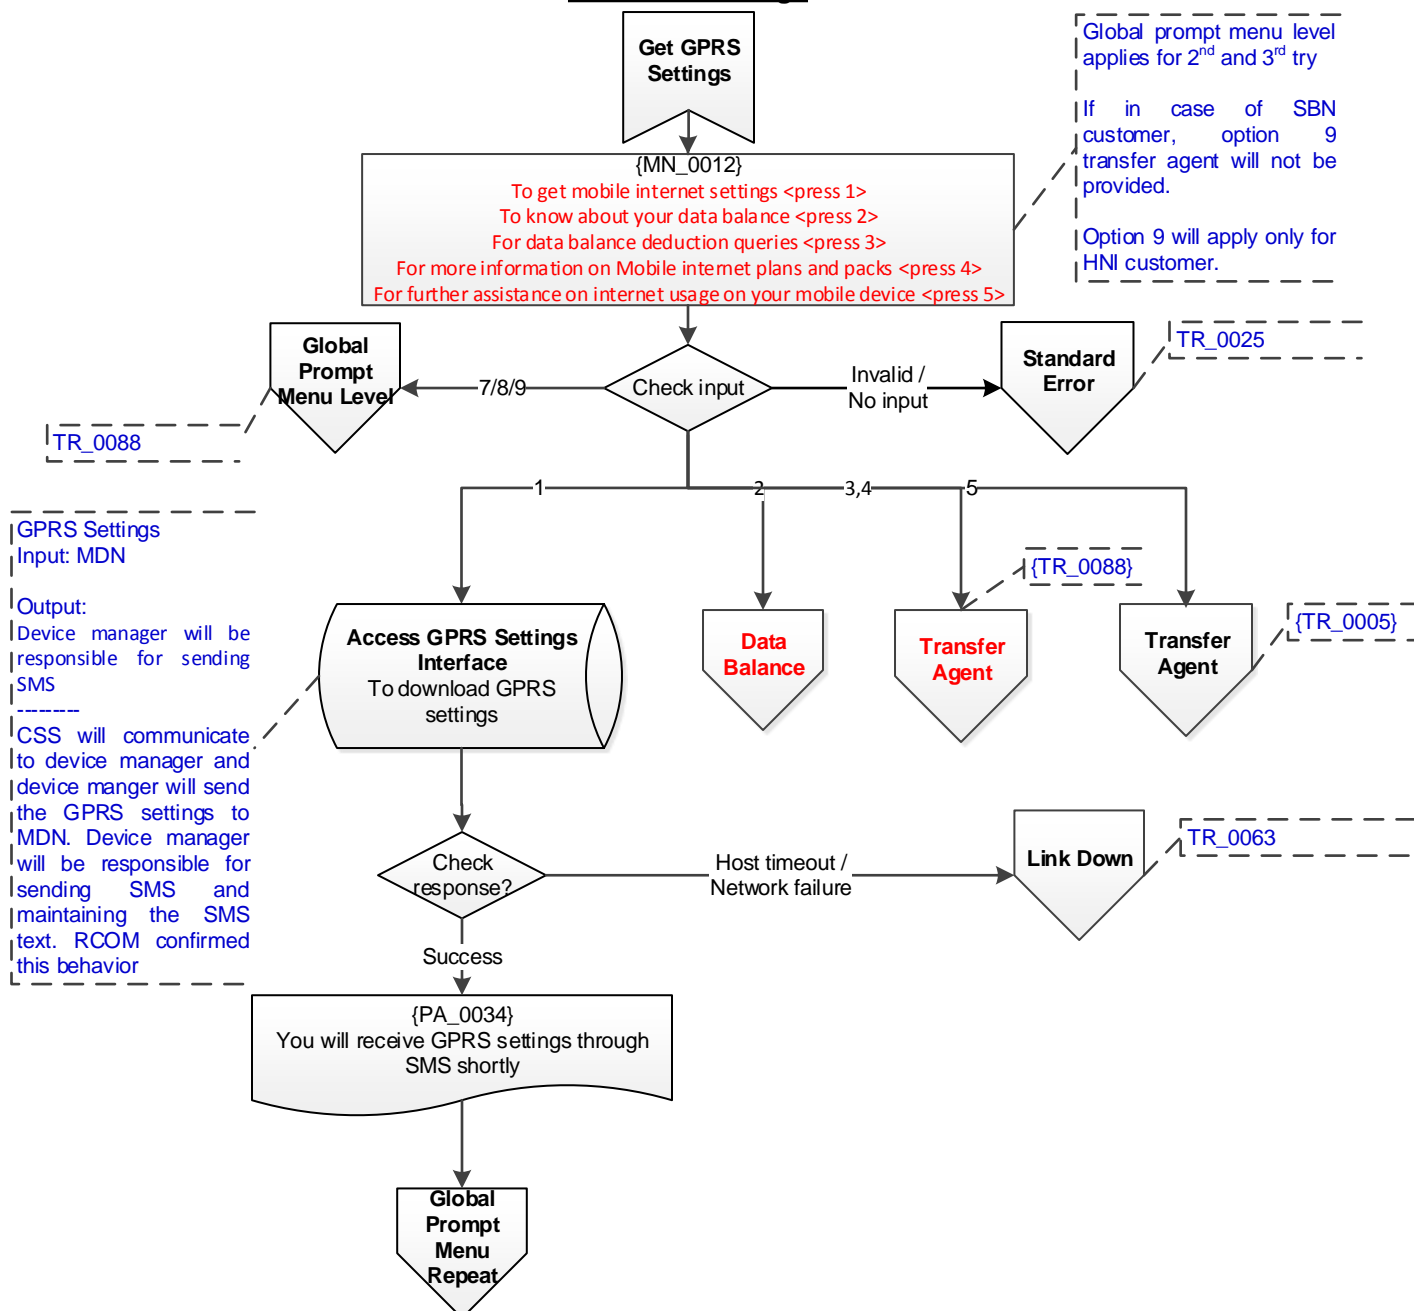 Get GPRS
Settings
Global prompt menu level
applies for 2nd and 3rd try
If in case of SBN
customer, option 9
transfer agent will not be
provided.
Option 9 will apply only for
HNI customer.
{MN_0012}
To get mobile internet settings <press 1>
To know about your data balance <press 2>
For data balance deduction queries <press 3>
For more information on Mobile internet plans and packs <press 4>
For further assistance on internet usage on your mobile device <press 5>
Global
Prompt
Menu Level
7/8/9
Check input
Invalid /
No input
Standard
Error
TR_0025
TR_0088
1
2
3,4
5
GPRS Settings
Input: MDN
Output:
Device manager will be
responsible for sending
SMS
---------
CSS will communicate
to device manager and
device manger will send
the GPRS settings to
MDN. Device manager
will be responsible for
sending SMS and
maintaining the SMS
text. RCOM confirmed
this behavior
Access GPRS Settings
Interface
To download GPRS
settings
Data
Balance
Transfer
Agent
{TR_0088}
Transfer
Agent
{TR_0005}
Check
response?
Host timeout /
Network failure
Link Down
TR_0063
Success
{PA_0034}
You will receive GPRS settings through
SMS shortly
Global
Prompt
Menu
Repeat